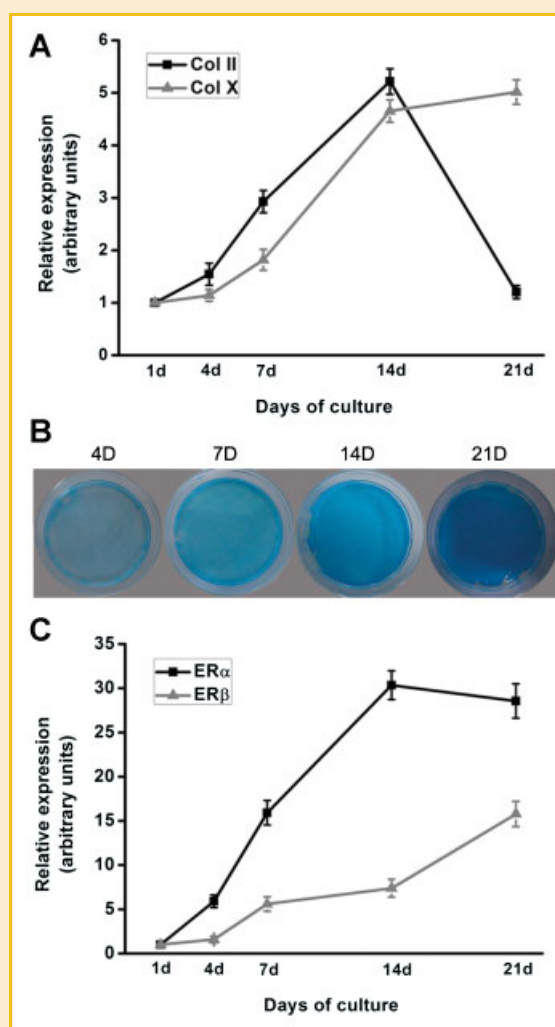 A
Col II
Col X
Relative expression
(arbitrary units)
6
5
4
3
2
1
0
1d 4d 7d 14d 21d
Days of culture
B
4D 7D 14D 21D
C
ERα
ERβ
Relative expression
(arbitrary units)
35
30
25
20
15
10
5
0
1d 4d 7d 14d 21d
Days of culture